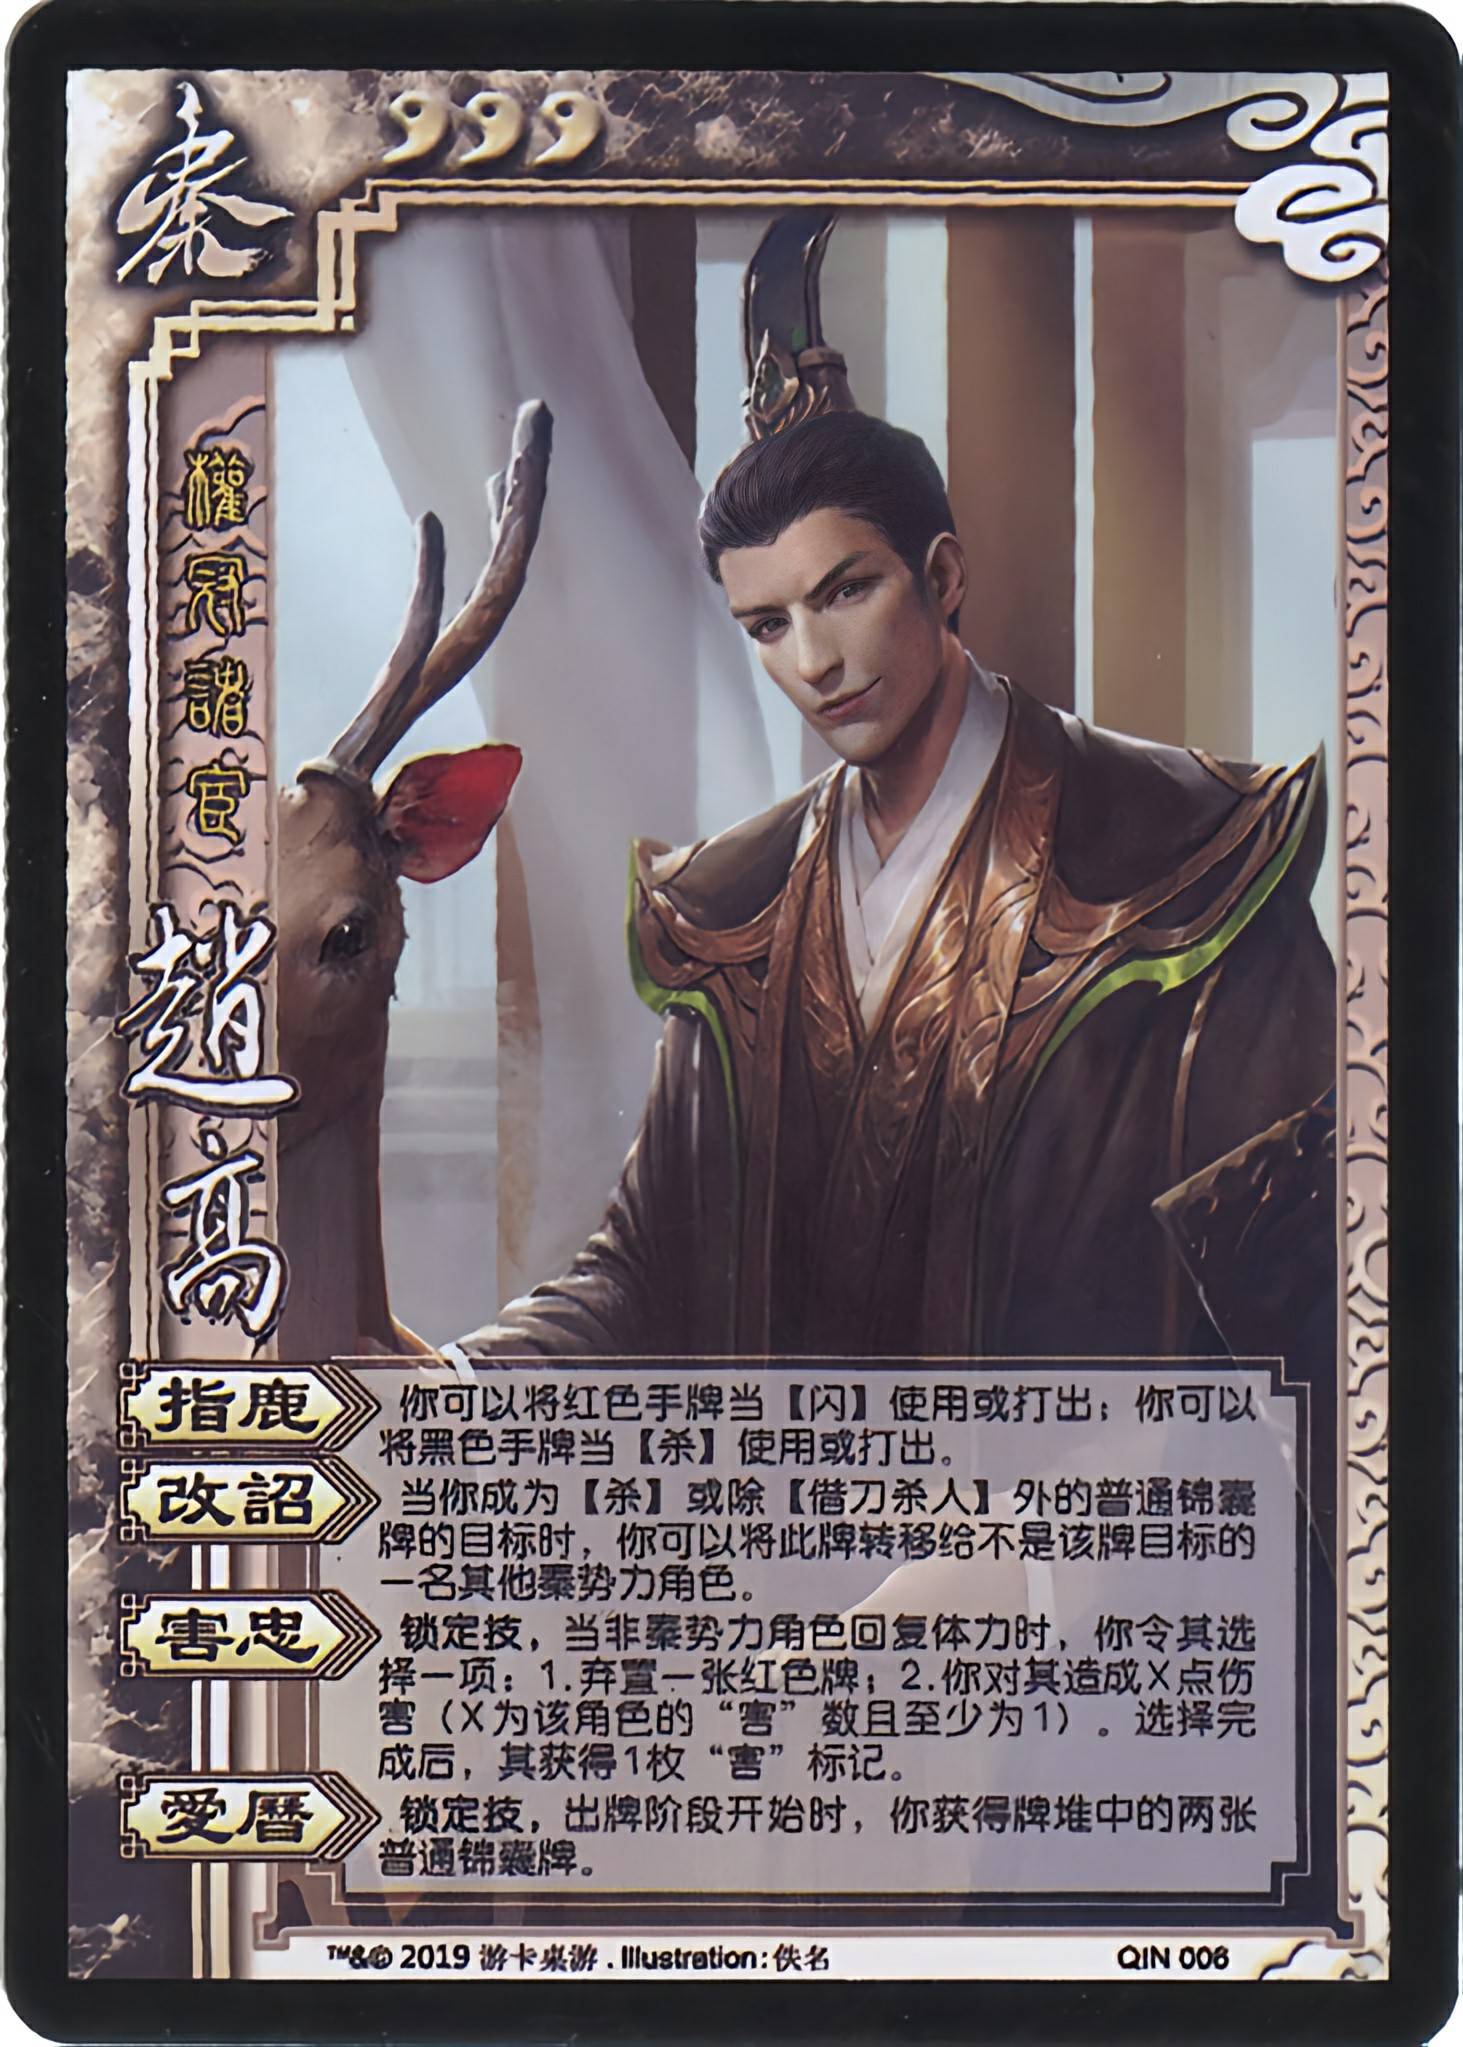 秦
權冠諸宦
趙高
指鹿
你可以将红色手牌当【闪】使用或打出；你可以
将黑色手牌当【杀】使用或打出。
改詔
当你成为【杀】或除【借刀杀人】外的普通锦囊
牌的目标时，你可以将此牌转移给不是该牌目标的
一名其他秦势力角色。
害忠
锁定技，当非秦势力角色回复体力时，你令其选
择一项：1.弃置一张红色牌；2.你对其造成X点伤
害（X为该角色的“害”数且至少为1）。选择完
成后，其获得1枚“害”标记。
愛曆
锁定技，出牌阶段开始时，你获得牌堆中的两张
普通锦囊牌。
™&© 2019 游卡桌游 . Illustration:佚名
QIN 006